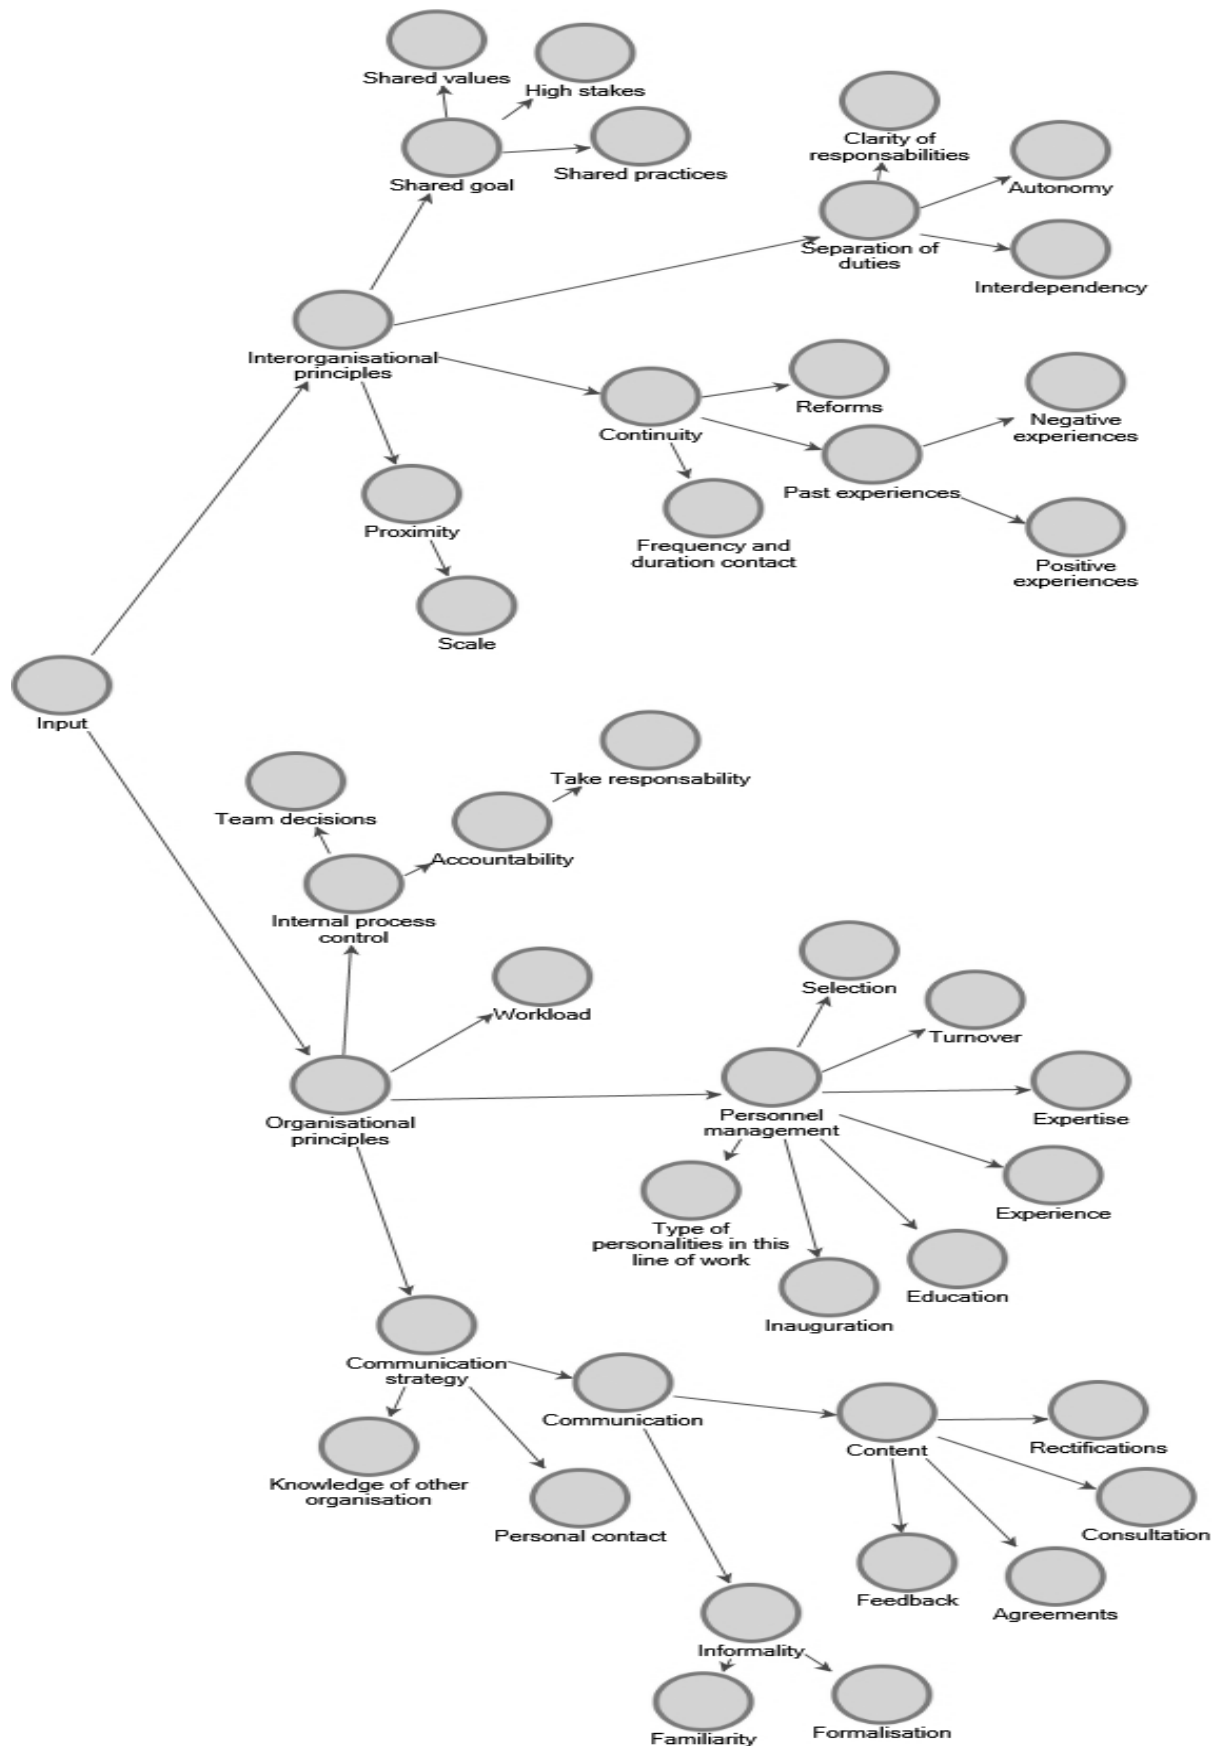 Shared values
High stakes
Shared goal
Shared practices
Clarity of
responsabilities
Autonomy
Separation of
duties
Interdependency
Interorganisational
principles
Reforms
Continuity
Negative
experiences
Past experiences
Proximity
Frequency and
duration contact
Positive
experiences
Scale
Input
Take responsability
Team decisions
Accountability
Internal process
control
Selection
Workload
Turnover
Organisational
principles
Personnel
management
Expertise
Experience
Type of
personalities in this
line of work
Education
Inauguration
Communication
strategy
Communication
Content
Rectifications
Knowledge of other
organisation
Personal contact
Consultation
Feedback
Agreements
Informality
Familiarity
Formalisation